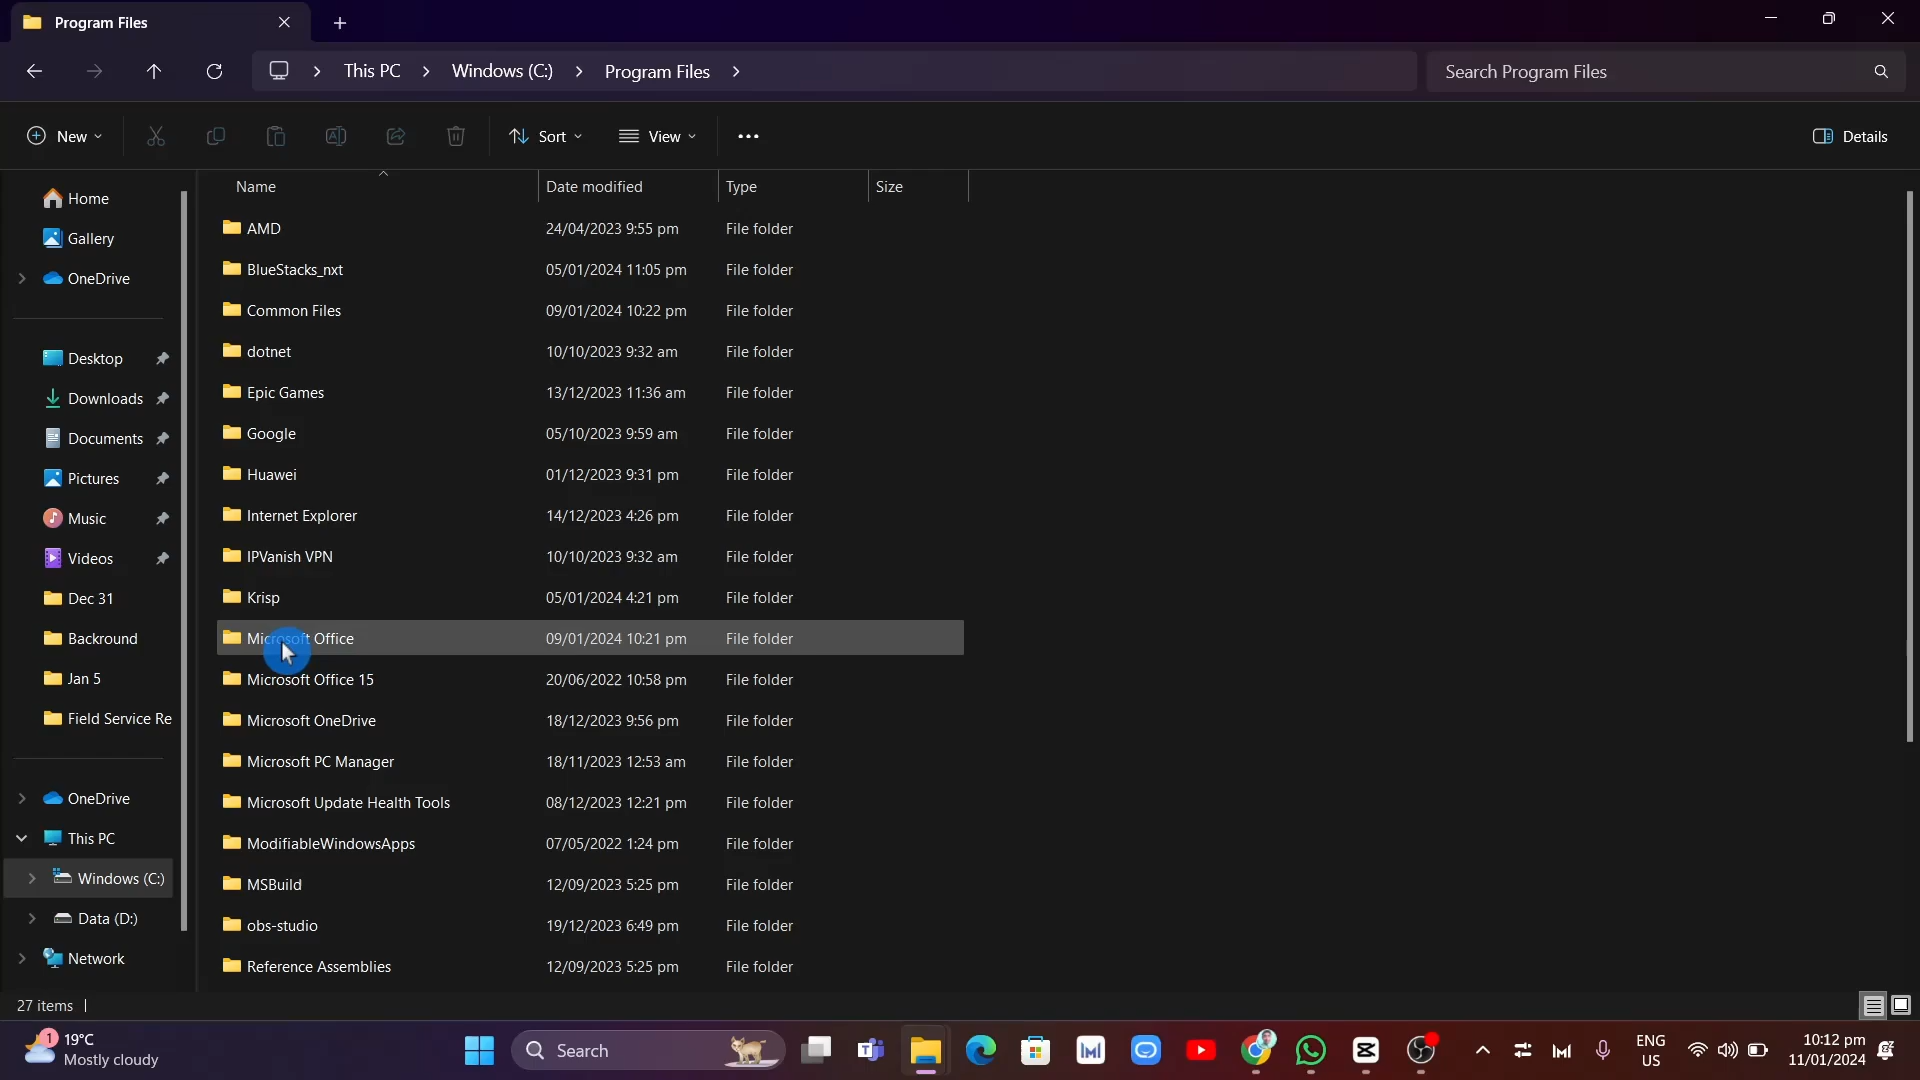 Program Files
This PC > Windows (C:) > Program Files >
Search Program Files
New
Sort
View
Details
Name Date modified Type Size
Home
Gallery
OneDrive
Desktop
Downloads
Documents
Pictures
Music
Videos
Dec 31
Backround
Jan 5
Field Service Re
OneDrive
This PC
Windows (C:)
Data (D:)
Network
AMD 24/04/2023 9:55 pm File folder
BlueStacks_nxt 05/01/2024 11:05 pm File folder
Common Files 09/01/2024 10:22 pm File folder
dotnet 10/10/2023 9:32 am File folder
Epic Games 13/12/2023 11:36 am File folder
Google 05/10/2023 9:59 am File folder
Huawei 01/12/2023 9:31 pm File folder
Internet Explorer 14/12/2023 4:26 pm File folder
IPVanish VPN 10/10/2023 9:32 am File folder
Krisp 05/01/2024 4:21 pm File folder
Microsoft Office 09/01/2024 10:21 pm File folder
Microsoft Office 15 20/06/2022 10:58 pm File folder
Microsoft OneDrive 18/12/2023 9:56 pm File folder
Microsoft PC Manager 18/11/2023 12:53 am File folder
Microsoft Update Health Tools 08/12/2023 12:21 pm File folder
ModifiableWindowsApps 07/05/2022 1:24 pm File folder
MSBuild 12/09/2023 5:25 pm File folder
obs-studio 19/12/2023 6:49 pm File folder
Reference Assemblies 12/09/2023 5:25 pm File folder
27 items
1
19°C
Mostly cloudy
Search
ENG
US
10:12 pm
11/01/2024